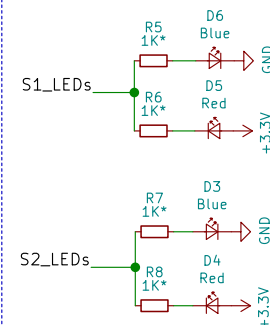 D6
Blue
R5
1K*
GND
S1_LEDs
D5
Red
R6
1K*
+3.3V
D3
Blue
R7
1K*
GND
S2_LEDs
D4
Red
R8
1K*
+3.3V